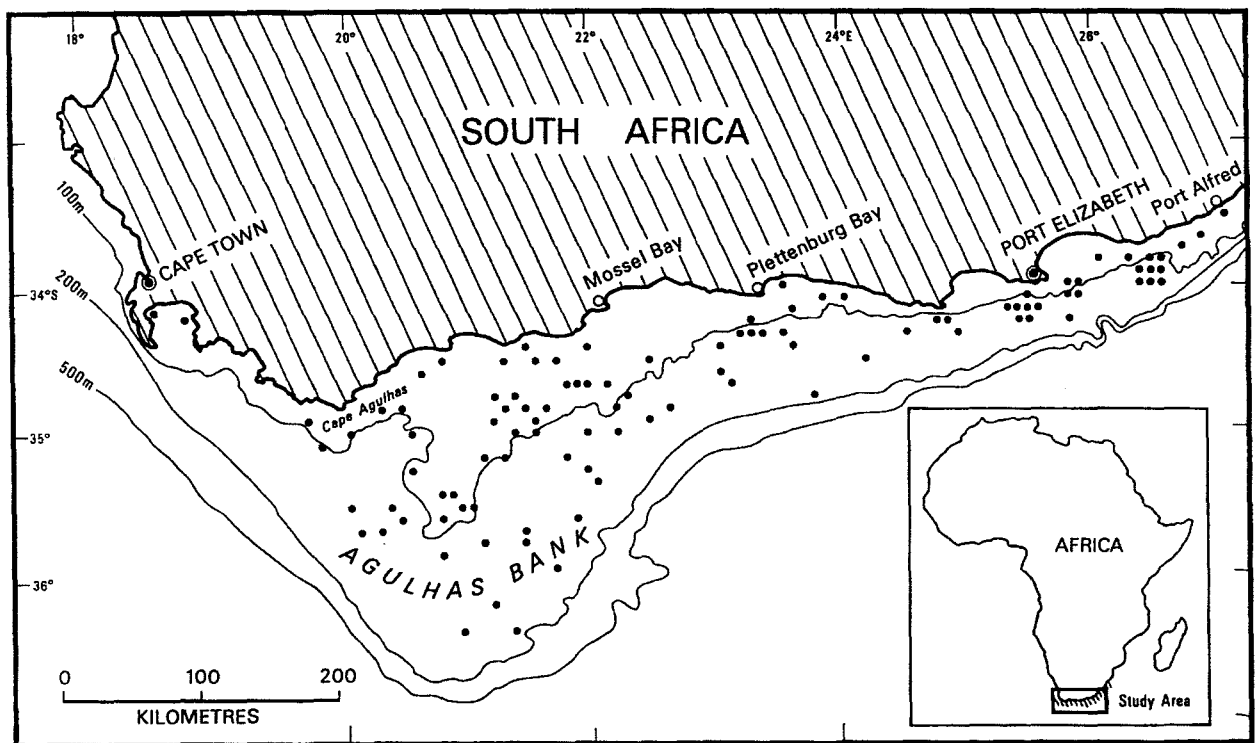 18° 20° 22° 24°E 26°
SOUTH AFRICA
100m
CAPE TOWN
200m
34°S
500m
Mossel Bay
Plettenburg Bay
PORT ELIZABETH
Port Alfred
Cape Agulhas
35°
AGULHAS BANK
36°
0 100 200
KILOMETRES
AFRICA
Study Area